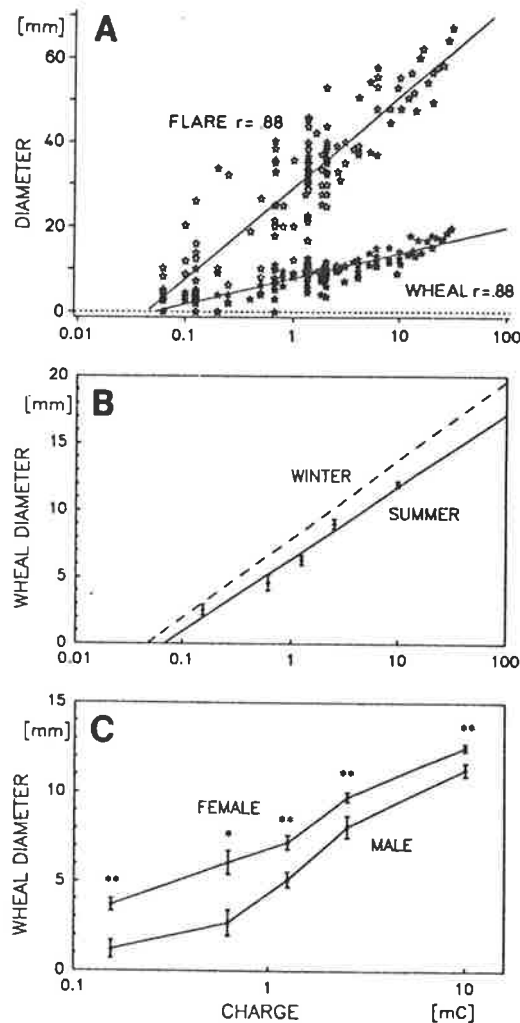 [mm]
A
60
FLARE r= .88
40
DIAMETER
20
WHEAL r=.88
0
0.01 0.1 1 10 100
20
[mm]
B
15
WINTER
10
SUMMER
WHEAL DIAMETER
5
0
0.01 0.1 1 10 100
15
[mm]
C
**
**
10
FEMALE
**
*
MALE
WHEAL DIAMETER
**
5
0
0.1 1 10
CHARGE [mC]